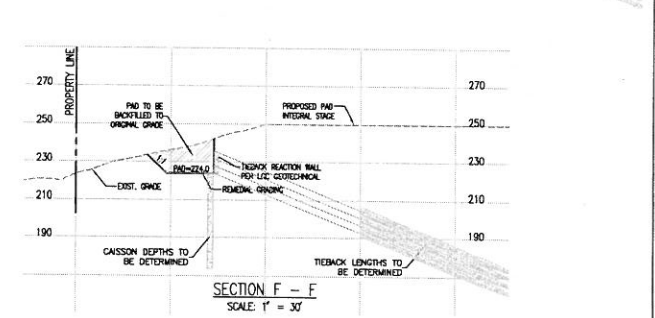 PROPERTY LINE
270
250
230
210
190
270
250
230
210
190
PAD TO BE
BACKFILLED TO
ORIGINAL GRADE
PROPOSED PAD
INTEGRAL STAGE
1:1
PAD=224.0
TIEBACK REACTION WALL
PER LGC GEOTECHNICAL
EXIST. GRADE
REMEDIAL GRADING
CAISSON DEPTHS TO
BE DETERMINED
TIEBACK LENGTHS TO
BE DETERMINED
SECTION F - F
SCALE: 1" = 30'